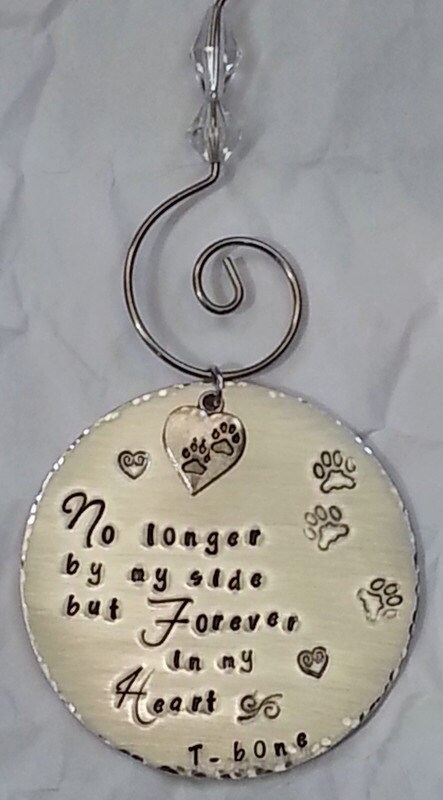 No longer
by my side
but Forever
in my
Heart
T-bone